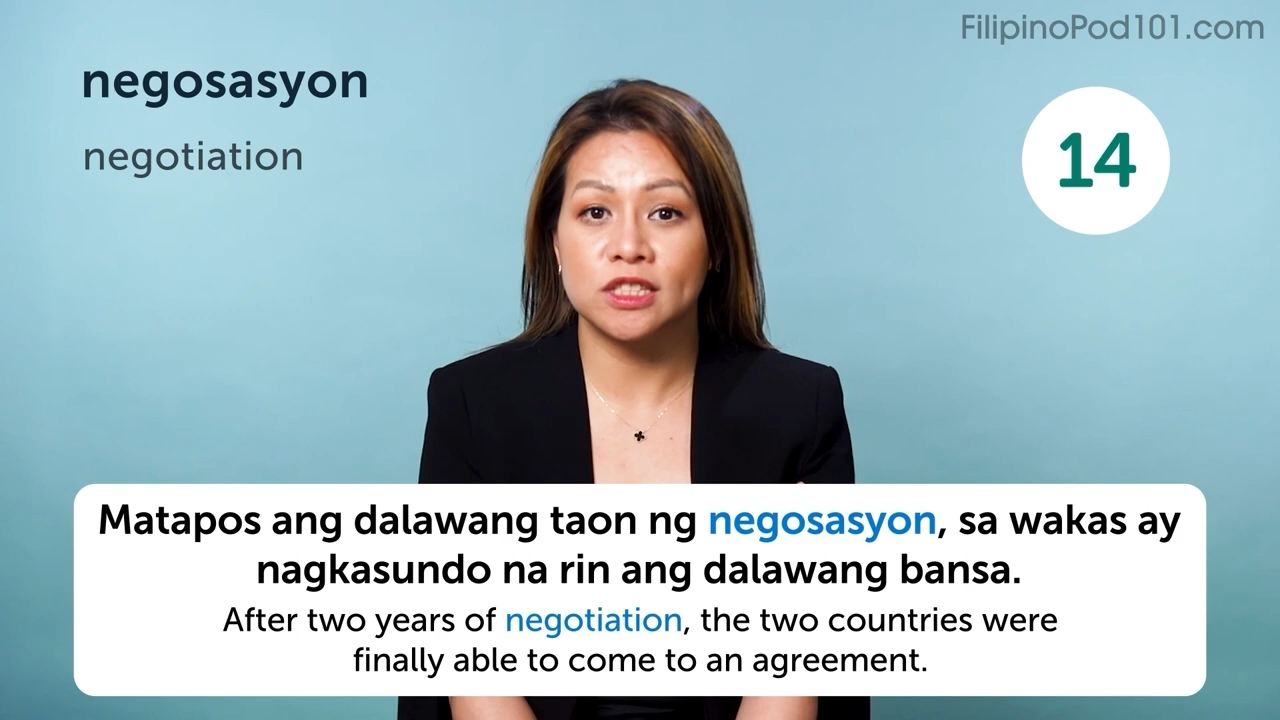 FilipinoPod101.com
negosasyon
negotiation
14
Matapos ang dalawang taon ng negosasyon, sa wakas ay
nagkasundo na rin ang dalawang bansa.
After two years of negotiation, the two countries were
finally able to come to an agreement.